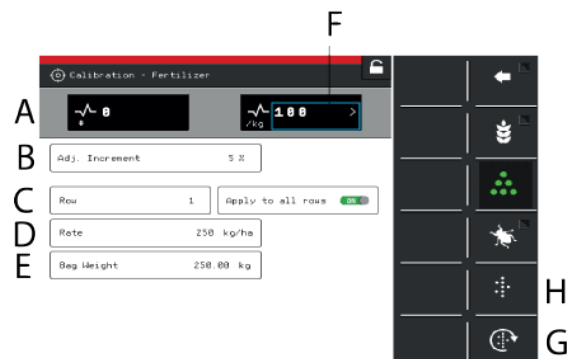 F
Calibration - Fertilizer
A
0
#
100 >
/kg
B
Adj. Increment 5 %
C
Row 1
Apply to all rows ON
D
Rate 250 kg/ha
E
Bag Weight 250.00 kg
H
G